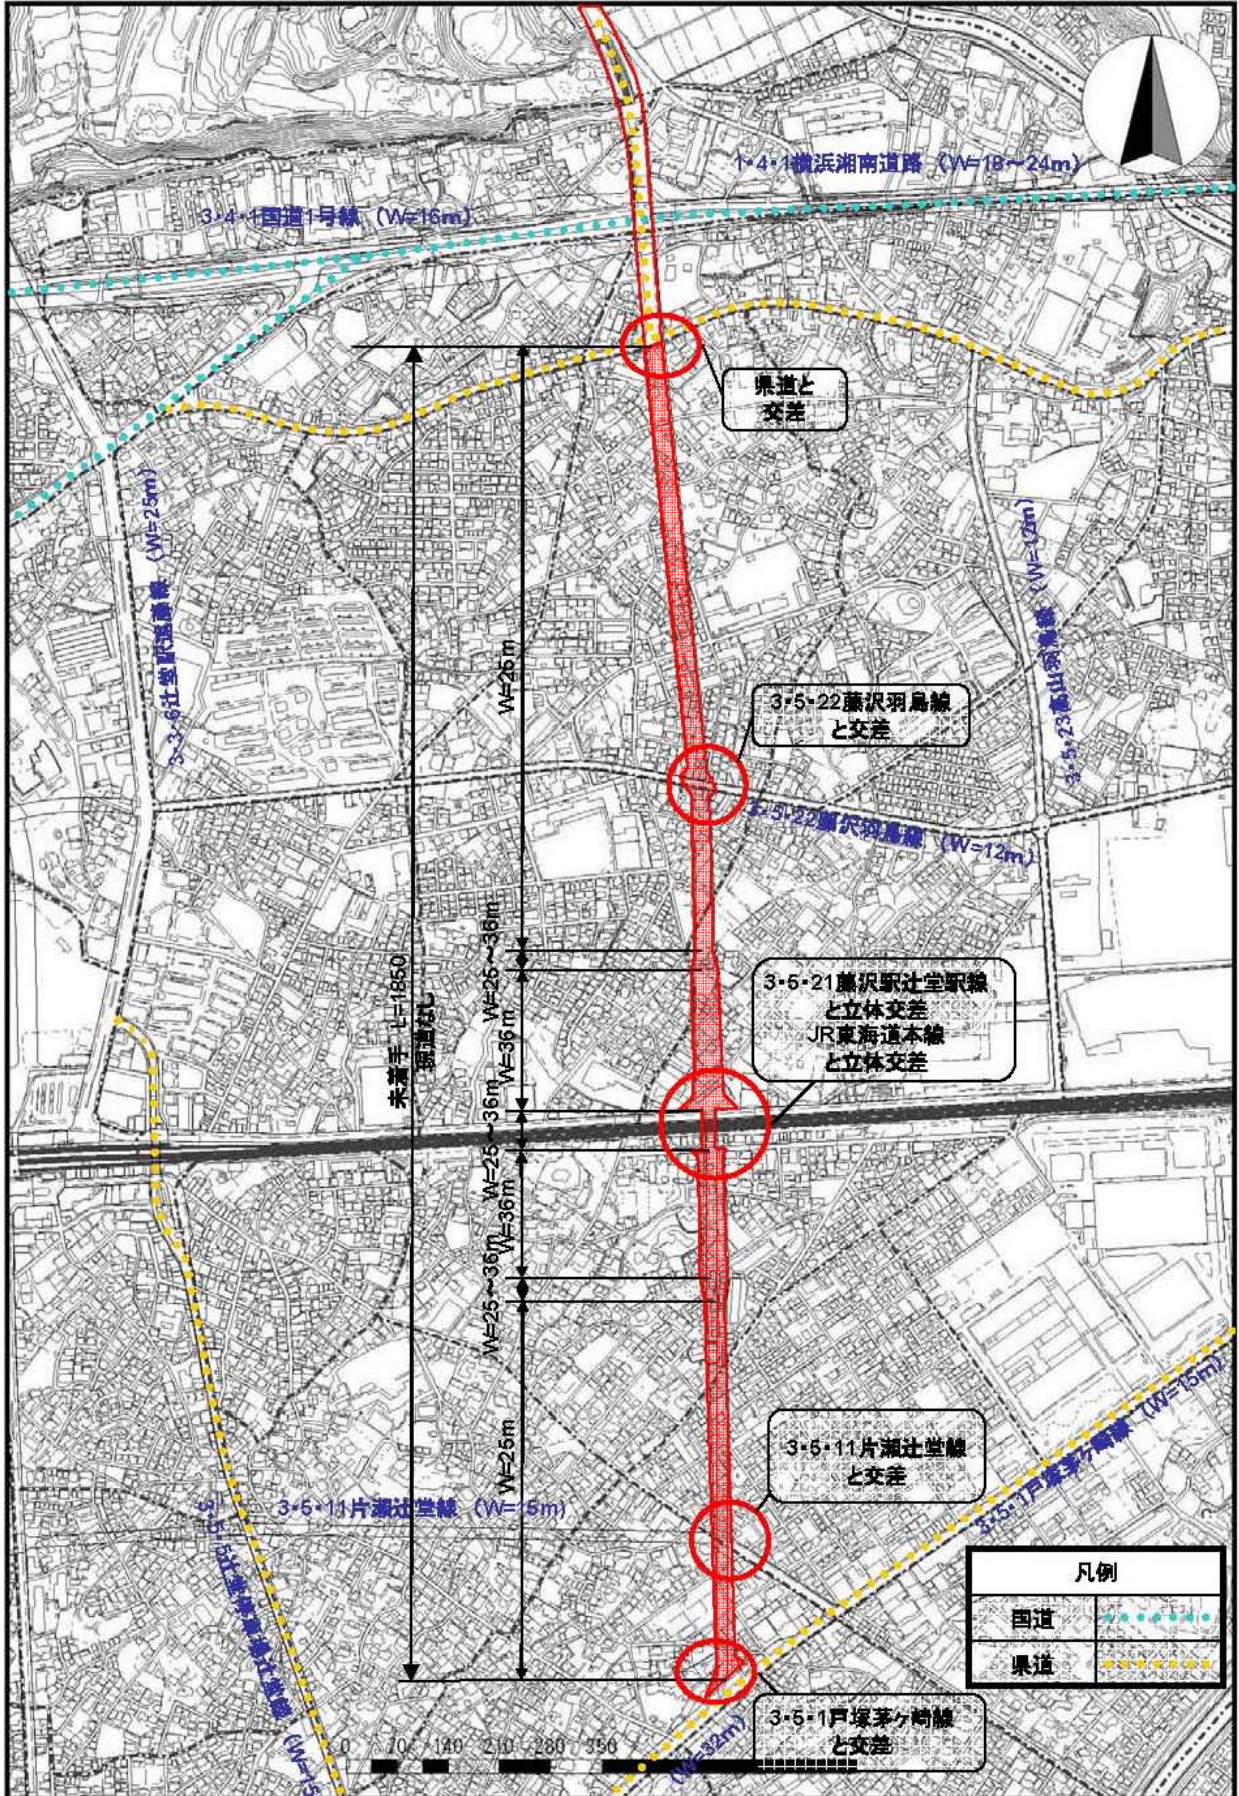 1・4・1横浜湘南道路 (W=18~24m)
3・4・1国道1号線 (W=16m)
県道と
交差
3・3・6辻堂駅遠藤線 (W=25m)
3・5・23高山羽鳥線 (W=12m)
W=25m
3・5・22藤沢羽鳥線
と交差
3・5・22藤沢羽鳥線 (W=12m)
未着手 L=1850
現道なし
W=25~36m
W=36m
3・5・21藤沢駅辻堂駅線
と立体交差
JR東海道本線
と立体交差
W=25~36m
W=36m
W=25~36m
W=25m
3・5・11片瀬辻堂線
と交差
3・5・11片瀬辻堂線 (W=15m)
3・5・1戸塚茅ヶ崎線 (W=15m)
(W=15
3・5・1戸塚茅ヶ崎線
と交差
(W=32m)
0 70 140 210 280 350
凡例
国道
県道